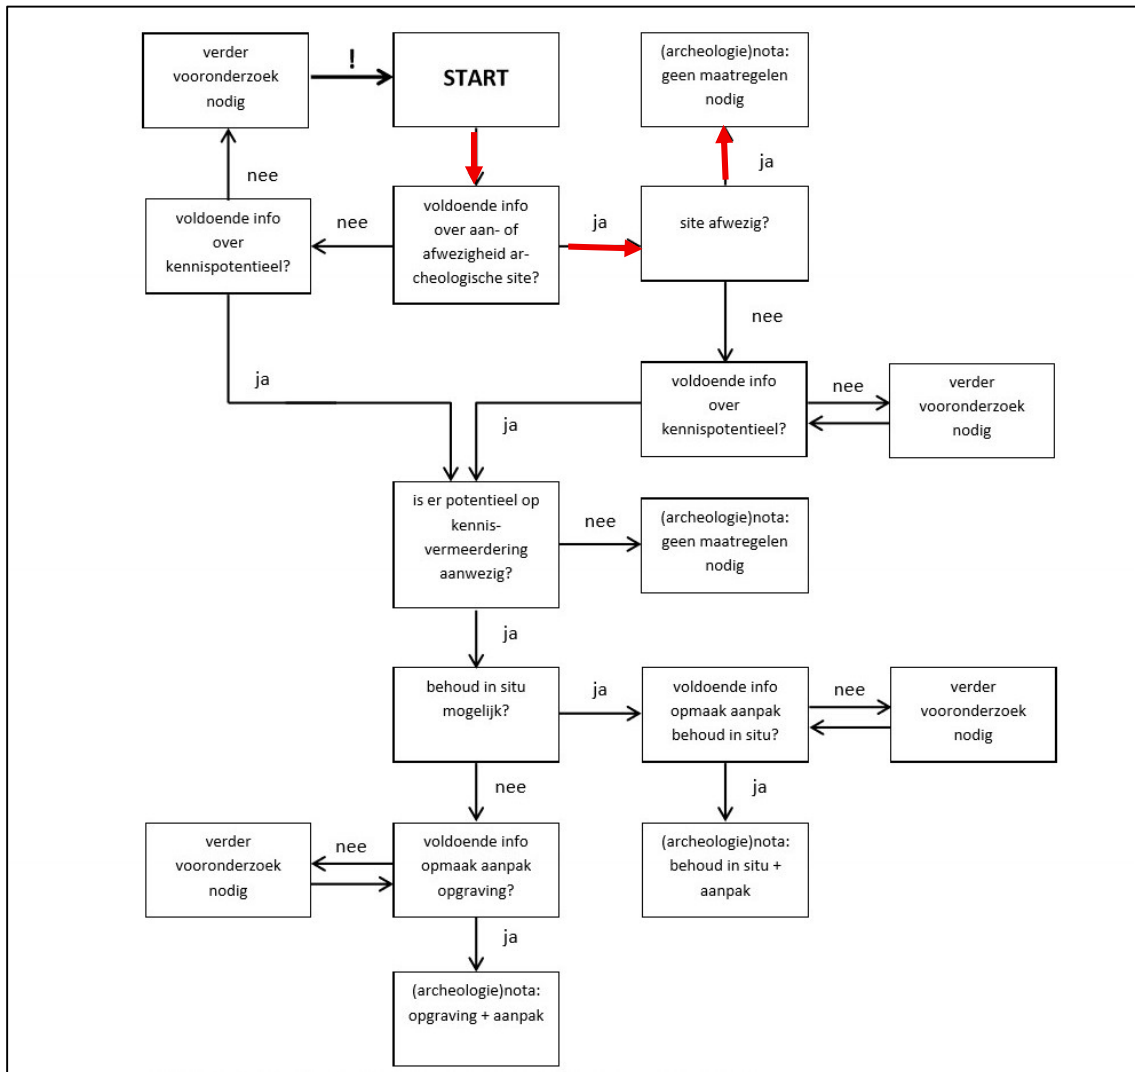 verder
vooronderzoek
nodig
!
START
(archeologie)nota:
geen maatregelen
nodig
nee
ja
voldoende info
over
kennispotentieel?
nee
voldoende info
over aan- of
afwezigheid ar-
cheologische site?
ja
site afwezig?
nee
ja
voldoende info
over
kennispotentieel?
nee
verder
vooronderzoek
nodig
ja
is er potentieel op
kennis-
vermeerdering
aanwezig?
nee
(archeologie)nota:
geen maatregelen
nodig
ja
behoud in situ
mogelijk?
ja
voldoende info
opmaak aanpak
behoud in situ?
nee
verder
vooronderzoek
nodig
nee
ja
verder
vooronderzoek
nodig
nee
voldoende info
opmaak aanpak
opgraving?
(archeologie)nota:
behoud in situ +
aanpak
ja
(archeologie)nota:
opgraving + aanpak